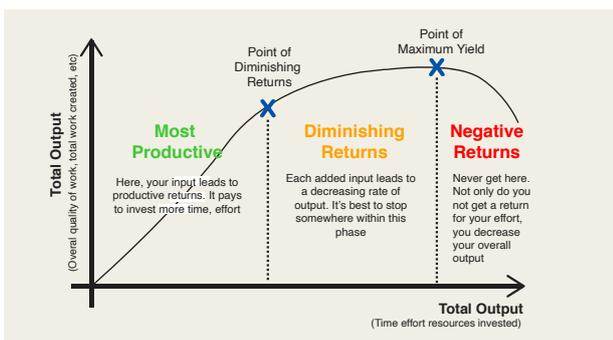 Point of
Diminishing
Returns
Point of
Maximum Yield
Total Output
(Overal quality of work, total work created, etc)
Most
Productive
Here, your input leads to
productive returns. It pays
to invest more time, effort
Diminishing
Returns
Each added input leads to
a decreasing rate of
output. It's best to stop
somewhere within this
phase
Negative
Returns
Never get here.
Not only do you
not get a return
for your effort,
you decrease
your overall
output
Total Output
(Time effort resources invested)